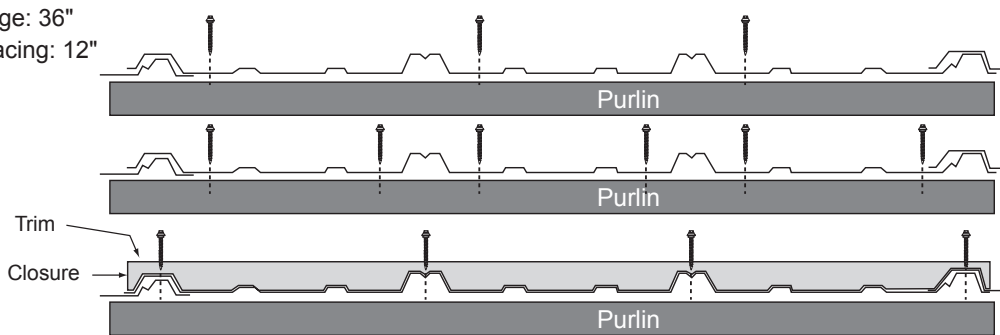 ge: 36"
acing: 12"
Purlin
Purlin
Trim
Closure
Purlin